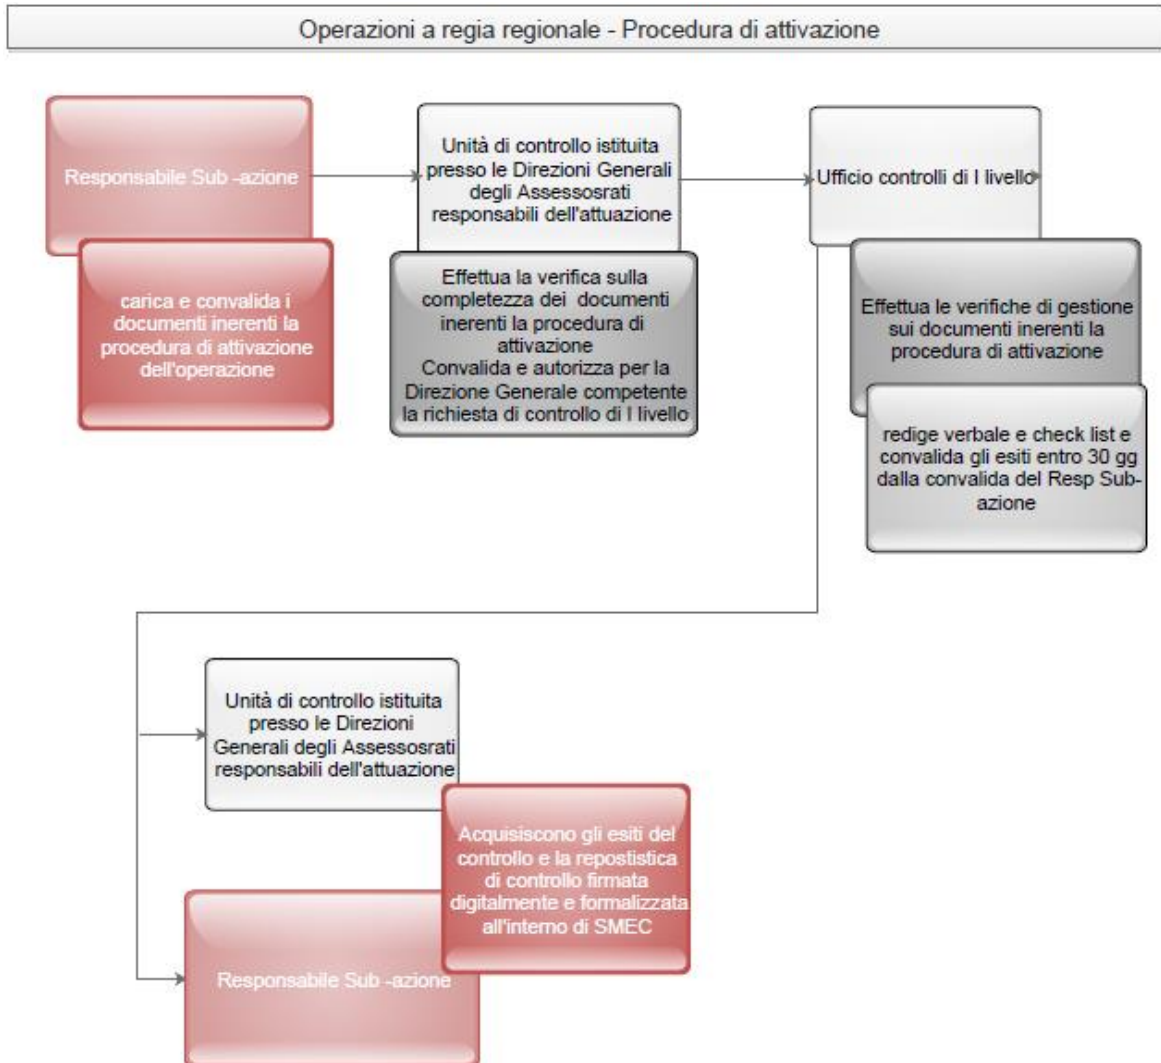 Operazioni a regia regionale - Procedura di attivazione
Responsabile Sub -azione
carica e convalida i
documenti inerenti la
procedura di attivazione
dell'operazione
Unità di controllo istituita
presso le Direzioni Generali
degli Assessosrati
responsabili dell'attuazione
Effettua la verifica sulla
completezza dei documenti
inerenti la procedura di
attivazione
Convalida e autorizza per la
Direzione Generale competente
la richiesta di controllo di I livello
Ufficio controlli di I livello
Effettua le verifiche di gestione
sui documenti inerenti la
procedura di attivazione
redige verbale e check list e
convalida gli esiti entro 30 gg
dalla convalida del Resp Sub-
azione
Unità di controllo istituita
presso le Direzioni
Generali degli Assessosrati
responsabili dell'attuazione
Acquisiscono gli esiti del
controllo e la repostistica
di controllo firmata
digitalmente e formalizzata
all'interno di SMEC
Responsabile Sub -azione